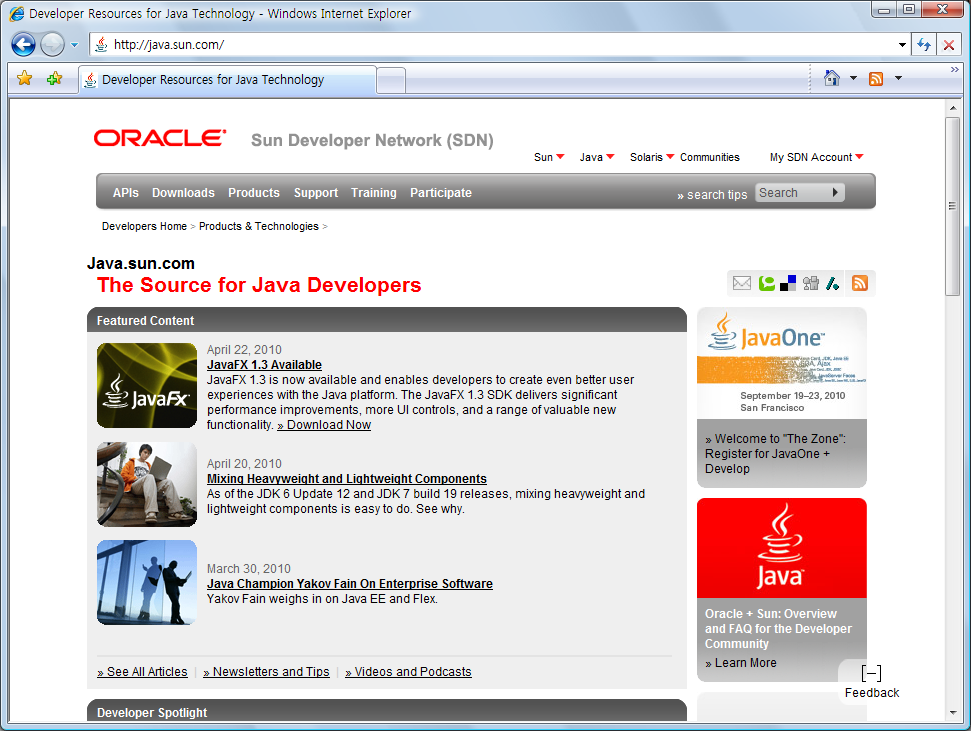 Developer Resources for Java Technology - Windows Internet Explorer
http://java.sun.com/
Developer Resources for Java Technology
ORACLE Sun Developer Network (SDN)
Sun Java Solaris Communities My SDN Account
APIs Downloads Products Support Training Participate » search tips Search
Developers Home > Products & Technologies >
Java.sun.com
The Source for Java Developers
Featured Content
JavaFX
April 22, 2010
JavaFX 1.3 Available
JavaFX 1.3 is now available and enables developers to create even better user
experiences with the Java platform. The JavaFX 1.3 SDK delivers significant
performance improvements, more UI controls, and a range of valuable new
functionality. » Download Now
April 20, 2010
Mixing Heavyweight and Lightweight Components
As of the JDK 6 Update 12 and JDK 7 build 19 releases, mixing heavyweight and
lightweight components is easy to do. See why.
March 30, 2010
Java Champion Yakov Fain On Enterprise Software
Yakov Fain weighs in on Java EE and Flex.
» See All Articles | » Newsletters and Tips | » Videos and Podcasts
Developer Spotlight
JavaOne™
September 19–23, 2010
San Francisco
» Welcome to "The Zone":
Register for JavaOne +
Develop
Java
Oracle + Sun: Overview
and FAQ for the Developer
Community
» Learn More
[–]
Feedback